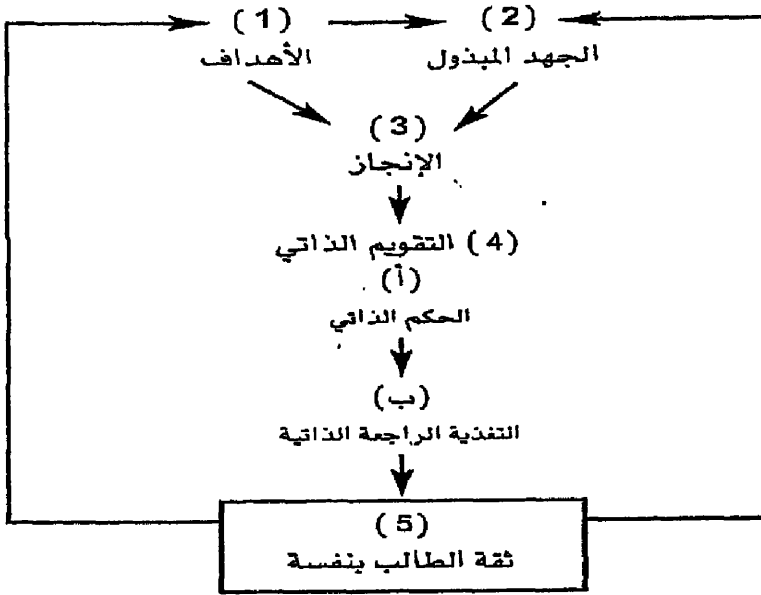 (1)
الأهداف
(2)
الجهد المبذول
(3)
الإنجاز
(4) التقويم الذاتي
(أ)
الحكم الذاتي
(ب)
التغذية الراجعة الذاتية
(5)
ثقة الطالب بنفسة